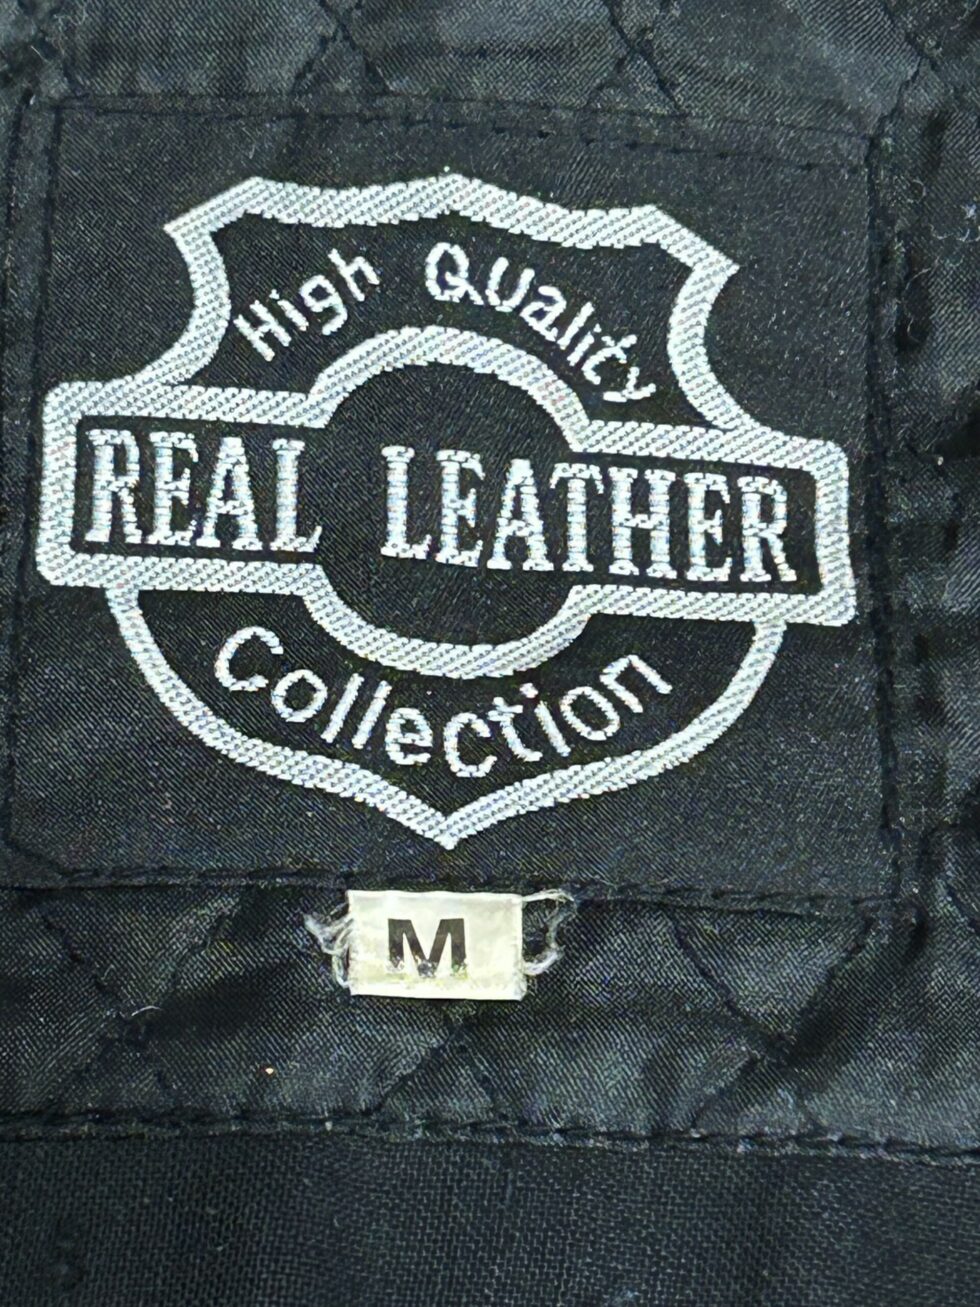 High QUality
REAL LEATHER
Collection
M